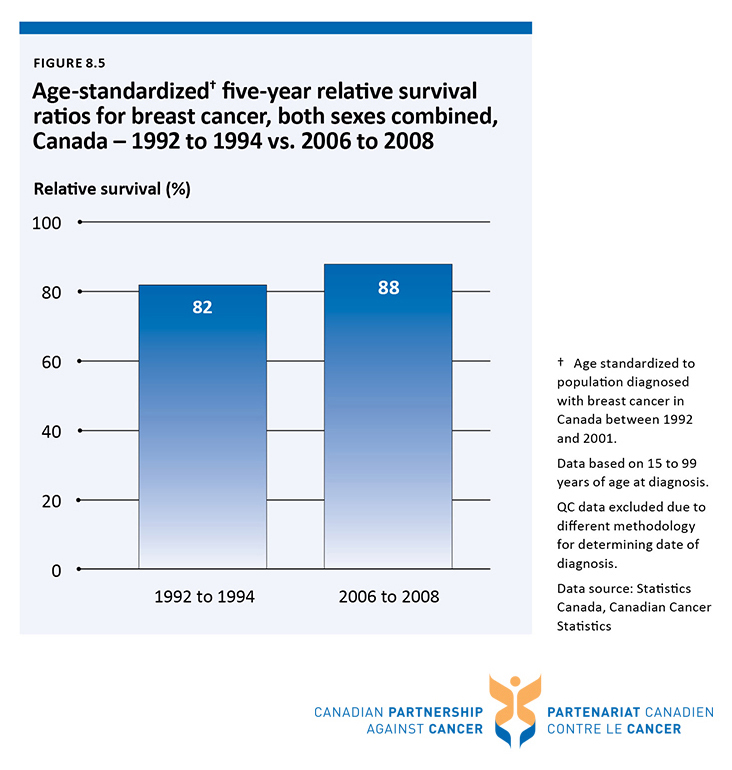 FIGURE 8.5
Age-standardized† five-year relative survival
ratios for breast cancer, both sexes combined,
Canada – 1992 to 1994 vs. 2006 to 2008
Relative survival (%)
100
80
60
40
20
0
82
88
1992 to 1994
2006 to 2008
† Age standardized to
population diagnosed
with breast cancer in
Canada between 1992
and 2001.
Data based on 15 to 99
years of age at diagnosis.
QC data excluded due to
different methodology
for determining date of
diagnosis.
Data source: Statistics
Canada, Canadian Cancer
Statistics
CANADIAN PARTNERSHIP
AGAINST CANCER
PARTENARIAT CANADIEN
CONTRE LE CANCER